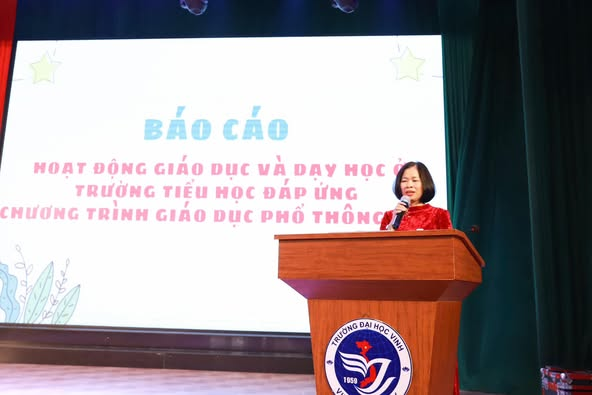 BÁO CÁO
HOẠT ĐỘNG GIÁO DỤC VÀ DẠY HỌC Ở
TRƯỜNG TIỂU HỌC ĐÁP ỨNG
CHƯƠNG TRÌNH GIÁO DỤC PHỔ THÔNG
TRƯỜNG ĐẠI HỌC VINH
1959